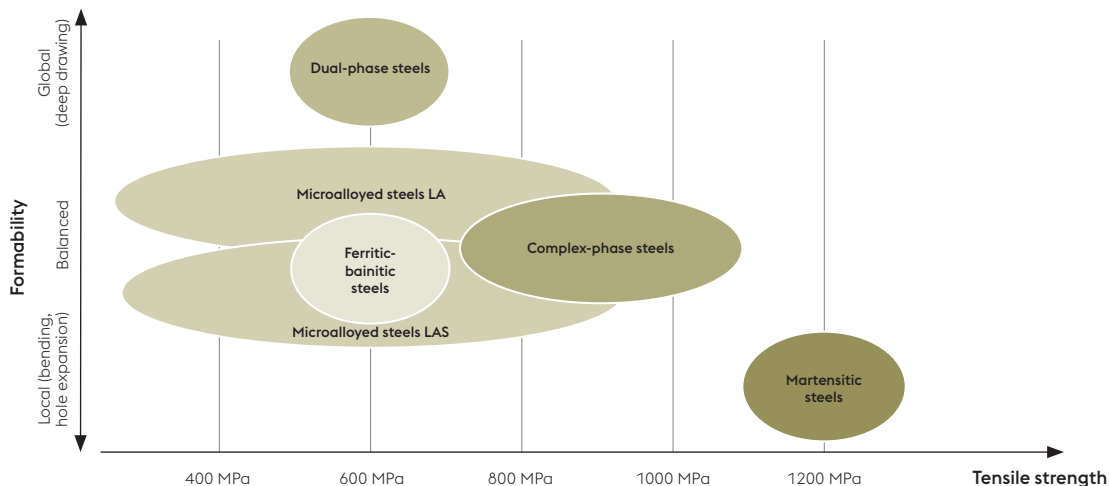 Formability
Global
(deep drawing)
Balanced
Local (bending,
hole expansion)
Dual-phase steels
Microalloyed steels LA
Ferritic-
bainitic
steels
Complex-phase steels
Microalloyed steels LAS
Martensitic
steels
400 MPa
600 MPa
800 MPa
1000 MPa
1200 MPa
Tensile strength